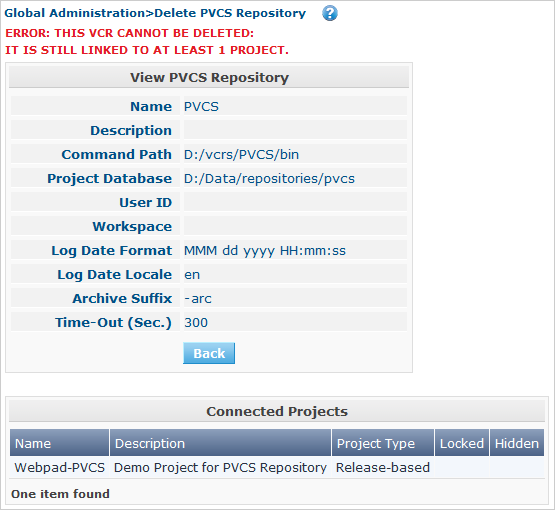 Global Administration>Delete PVCS Repository ?
ERROR: THIS VCR CANNOT BE DELETED:
IT IS STILL LINKED TO AT LEAST 1 PROJECT.
View PVCS Repository
Name PVCS
Description
Command Path D:/vcrs/PVCS/bin
Project Database D:/Data/repositories/pvcs
User ID
Workspace
Log Date Format MMM dd yyyy HH:mm:ss
Log Date Locale en
Archive Suffix -arc
Time-Out (Sec.) 300
Back
Connected Projects
Name Description Project Type Locked Hidden
Webpad-PVCS Demo Project for PVCS Repository Release-based
One item found